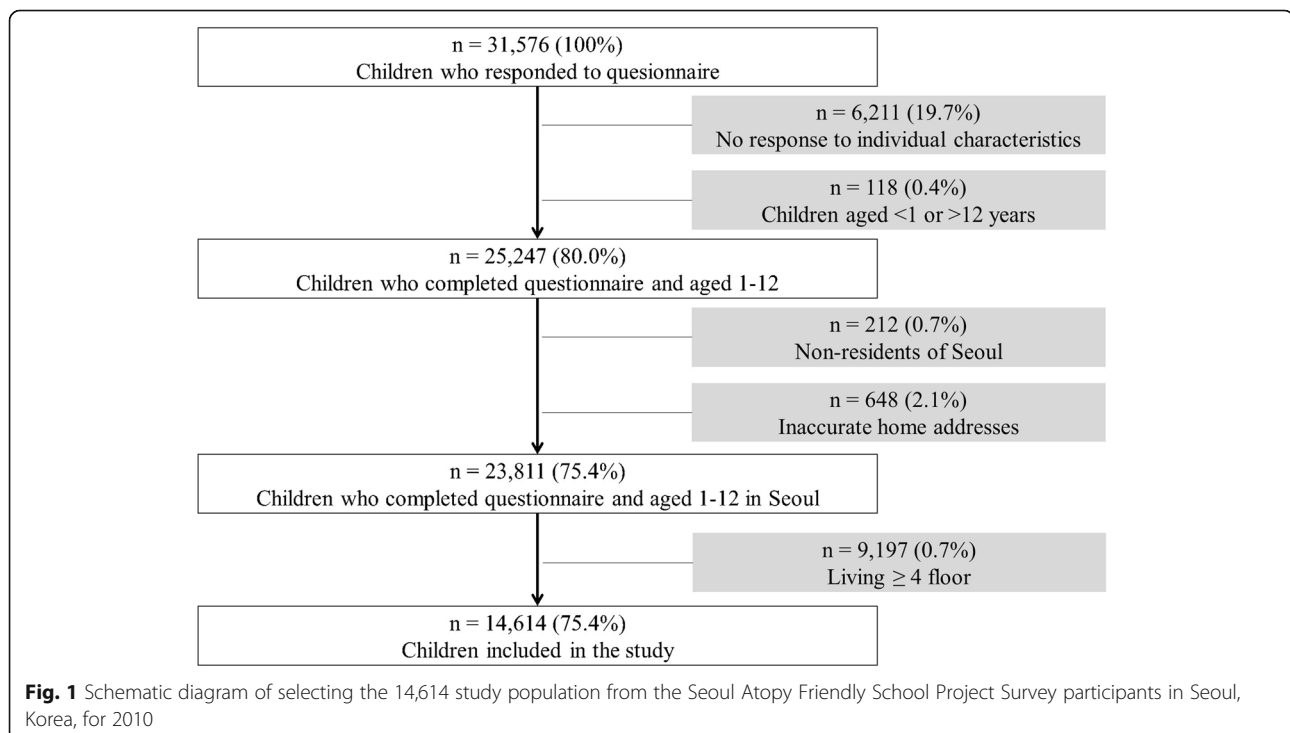 n = 31,576 (100%)
Children who responded to quesionnaire
n = 6,211 (19.7%)
No response to individual characteristics
n = 118 (0.4%)
Children aged <1 or >12 years
n = 25,247 (80.0%)
Children who completed questionnaire and aged 1-12
n = 212 (0.7%)
Non-residents of Seoul
n = 648 (2.1%)
Inaccurate home addresses
n = 23,811 (75.4%)
Children who completed questionnaire and aged 1-12 in Seoul
n = 9,197 (0.7%)
Living ≥ 4 floor
n = 14,614 (75.4%)
Children included in the study
Fig. 1 Schematic diagram of selecting the 14,614 study population from the Seoul Atopy Friendly School Project Survey participants in Seoul,
Korea, for 2010